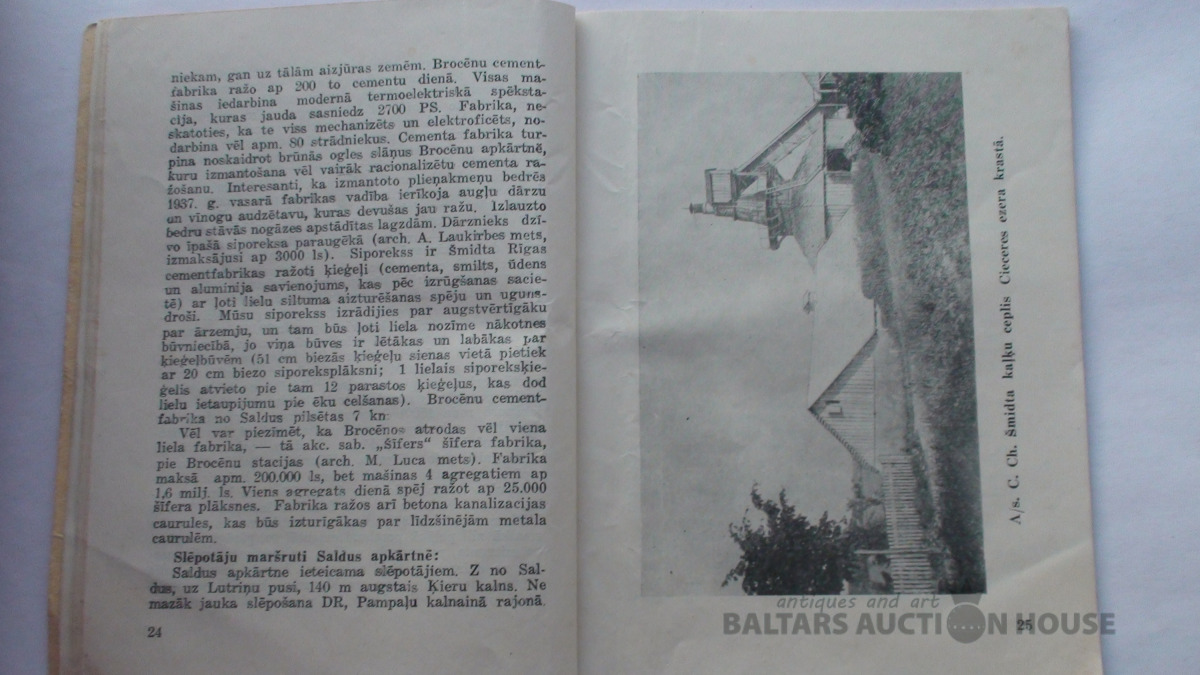 niekam, gan uz tālām aizjūras zemēm. Brocēnu cement-
fabrika ražo ap 200 to cementu dienā. Visas ma-
šinas iedarbina modernā termoelektriskā spēksta-
cija, kuras jauda sasniedz 2700 PS. Fabrika, ne-
skatoties, ka te viss mechanizēts un elektroficēts, no-
darbina vēl apm. 80 strādniekus. Cementa fabrika tur-
pina noskaidrot brūnās ogles slāņus Brocēnu apkārtnē,
kuru izmantošana vēl vairāk racionalizētu cementa ra-
žošanu. Interesanti, ka izmantoto plieņakmeņu bedrēs
1937. g. vasarā fabrikas vadība ierīkoja augļu dārzu
un vīnogu audzētavu, kuras devušas jau ražu. Izlauzto
bedru stāvās nogāzes apstādītas lagzdām. Dārznieks dzī-
vo īpašā siporeksa paraugēkā (arch. A. Laukirbes mets,
izmaksājusi ap 3000 ls). Siporekss ir Šmidta Rīgas
cementfabrikas ražoti ķieģeļi (cementa, smilts, ūdens
un aluminija savienojums, kas pēc izrūgšanas sacie-
tē) ar ļoti lielu siltuma aizturēšanas spēju un uguns-
droši. Mūsu siporekss izrādījies par augstvērtīgāku
par ārzemju, un tam būs ļoti liela nozīme nākotnes
būvniecībā, jo viņa būves ir lētākas un labākas par
ķieģeļbūvēm (51 cm biezās ķieģeļu sienas vietā pietiek
ar 20 cm biezo siporeksplāksni; 1 lielais siporeksķie-
ģelis atvieto pie tam 12 parastos ķieģeļus, kas dod
lielu ietaupijumu pie ēku celšanas). Brocēnu cement-
fabrika no Saldus pilsētas 7 km
Vēl var piezīmēt, ka Brocēnos atrodas vēl viena
liela fabrika, — tā akc. sab. „Šīfers“ šīfera fabrika,
pie Brocēnu stacijas (arch. M. Luca mets). Fabrika
maksā apm. 200.000 ls, bet mašinas 4 agregatiem ap
1,6 milj. ls. Viens agregats dienā spēj ražot ap 25.000
šīfera plāksnes. Fabrika ražos arī betona kanalizacijas
caurules, kas būs izturīgākas par līdzšinējām metala
caurulēm.
Slēpotāju maršruti Saldus apkārtnē:
Saldus apkārtne ieteicama slēpotājiem. Z no Sal-
dus, uz Lutriņu pusi, 140 m augstais Ķieru kalns. Ne
mazāk jauka slēpošana DR, Pampaļu kalnainā rajonā.
24
A/s. C. Ch. Šmidta kaļķu ceplis Cieceres ezera krastā.
25
antiques and art
BALTARS AUCTION HOUSE